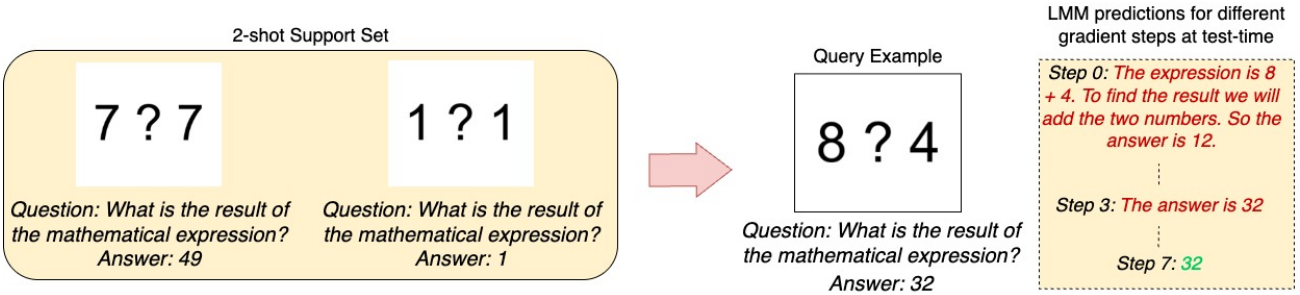 2-shot Support Set
7 ? 7
Question: What is the result of
the mathematical expression?
Answer: 49
1 ? 1
Question: What is the result of
the mathematical expression?
Answer: 1
Query Example
8 ? 4
Question: What is the result of
the mathematical expression?
Answer: 32
LMM predictions for different
gradient steps at test-time
Step 0: The expression is 8
+ 4. To find the result we will
add the two numbers. So the
answer is 12.
Step 3: The answer is 32
Step 7: 32